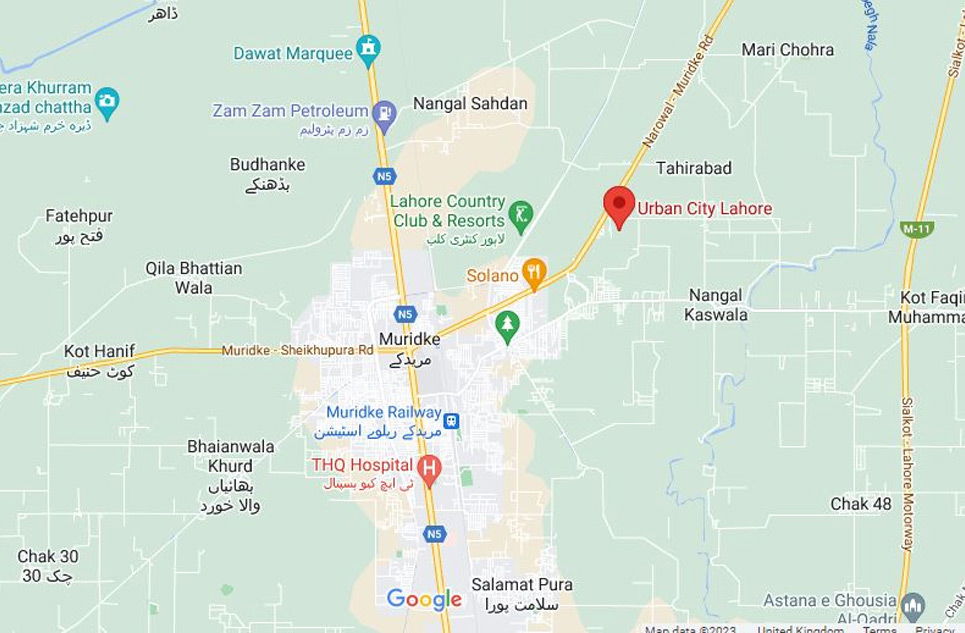 ڈاھر
Dawat Marquee
Mari Chohra
era Khurram
azad chattha
ڈیرہ خرم شہزاد
Zam Zam Petroleum
زم زم پٹرولیم
Nangal Sahdan
Narowal - Muridke Rd
Sialkot - L
Budhanke
بڈھنکے
N5
Tahirabad
Lahore Country
Club & Resorts
لاہور کنٹری کلب
Urban City Lahore
Fatehpur
فتح پور
M-11
Qila Bhattian
Wala
Solano
Nangal
Kaswala
Kot Faqir
Muhamma
N5
Muridke
مریدکے
Kot Hanif
کوٹ حنیف
Muridke - Sheikhupura Rd
Muridke Railway
مریدکے ریلوے اسٹیشن
Sialkot - Lahore Motorway
Bhaianwala
Khurd
بھانیاں
والا خورد
THQ Hospital
ٹی ایچ کیو ہسپتال
H
Chak 48
N5
Chak 30
چک 30
Salamat Pura
سلامت پورا
Google
Astana e Ghousia
Al-Qadri
Chak
Map data ©2023
United Kingdom
Terms
Privacy